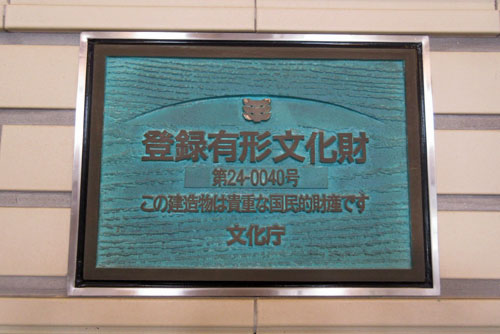 登録有形文化財
第24-0040号
この建造物は貴重な国民的財産です
文化庁